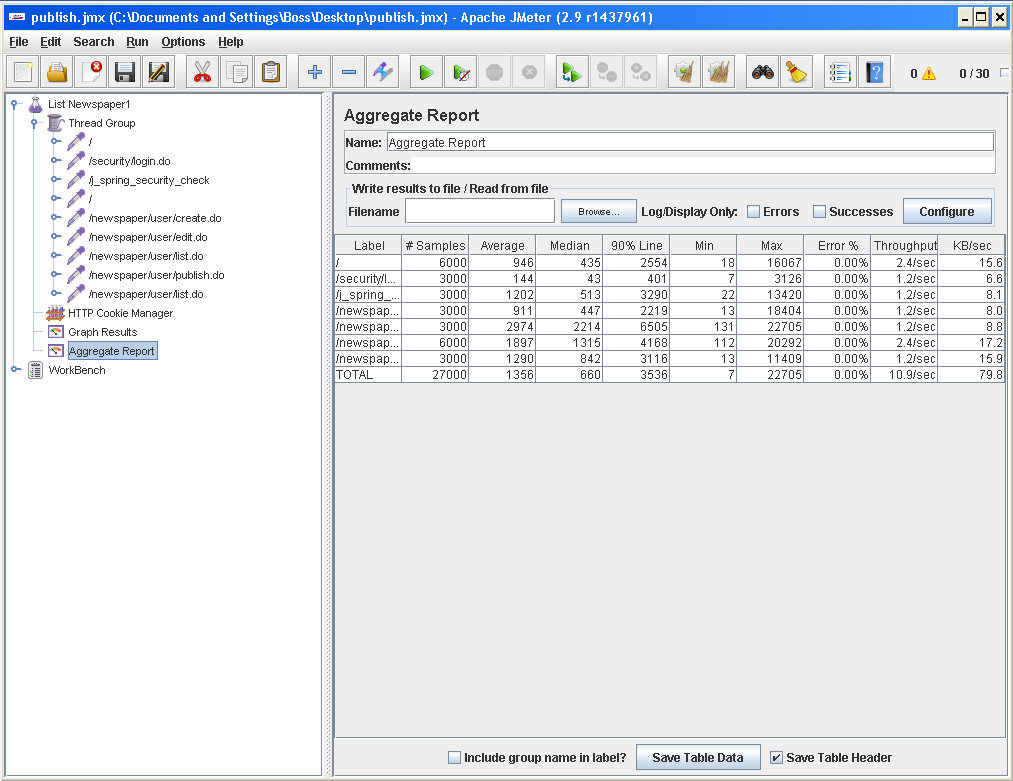 publish.jmx (C:\Documents and Settings\Boss\Desktop\publish.jmx) - Apache JMeter (2.9 r1437961)
File Edit Search Run Options Help
0 0 / 30
List Newspaper1
Thread Group
/
/security/login.do
/j_spring_security_check
/
/newspaper/user/create.do
/newspaper/user/edit.do
/newspaper/user/list.do
/newspaper/user/publish.do
/newspaper/user/list.do
HTTP Cookie Manager
Graph Results
Aggregate Report
WorkBench
Aggregate Report
Name: Aggregate Report
Comments:
Write results to file / Read from file
Filename Browse... Log/Display Only: Errors Successes Configure
Label # Samples Average Median 90% Line Min Max Error % Throughput KB/sec
/ 6000 946 435 2554 18 16067 0.00% 2.4/sec 15.6
/security/l... 3000 144 43 401 7 3126 0.00% 1.2/sec 6.6
/j_spring_... 3000 1202 513 3290 22 13420 0.00% 1.2/sec 8.1
/newspap... 3000 911 447 2219 13 18404 0.00% 1.2/sec 8.0
/newspap... 3000 2974 2214 6505 131 22705 0.00% 1.2/sec 8.8
/newspap... 6000 1897 1315 4168 112 20292 0.00% 2.4/sec 17.2
/newspap... 3000 1290 842 3116 13 11409 0.00% 1.2/sec 15.9
TOTAL 27000 1356 660 3536 7 22705 0.00% 10.9/sec 79.8
Include group name in label? Save Table Data Save Table Header